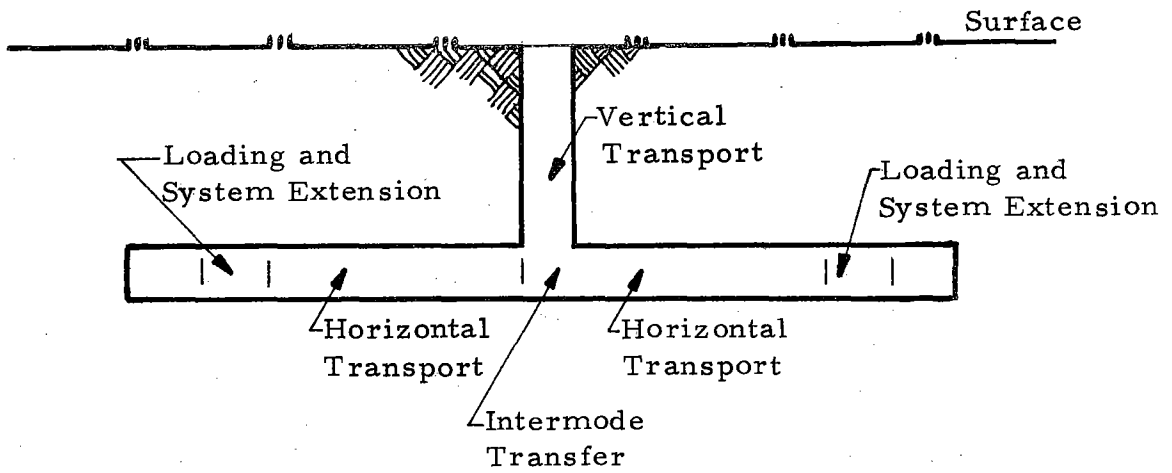 Surface
Vertical
Transport
Loading and
System Extension
Loading and
System Extension
Horizontal
Transport
Horizontal
Transport
Intermode
Transfer